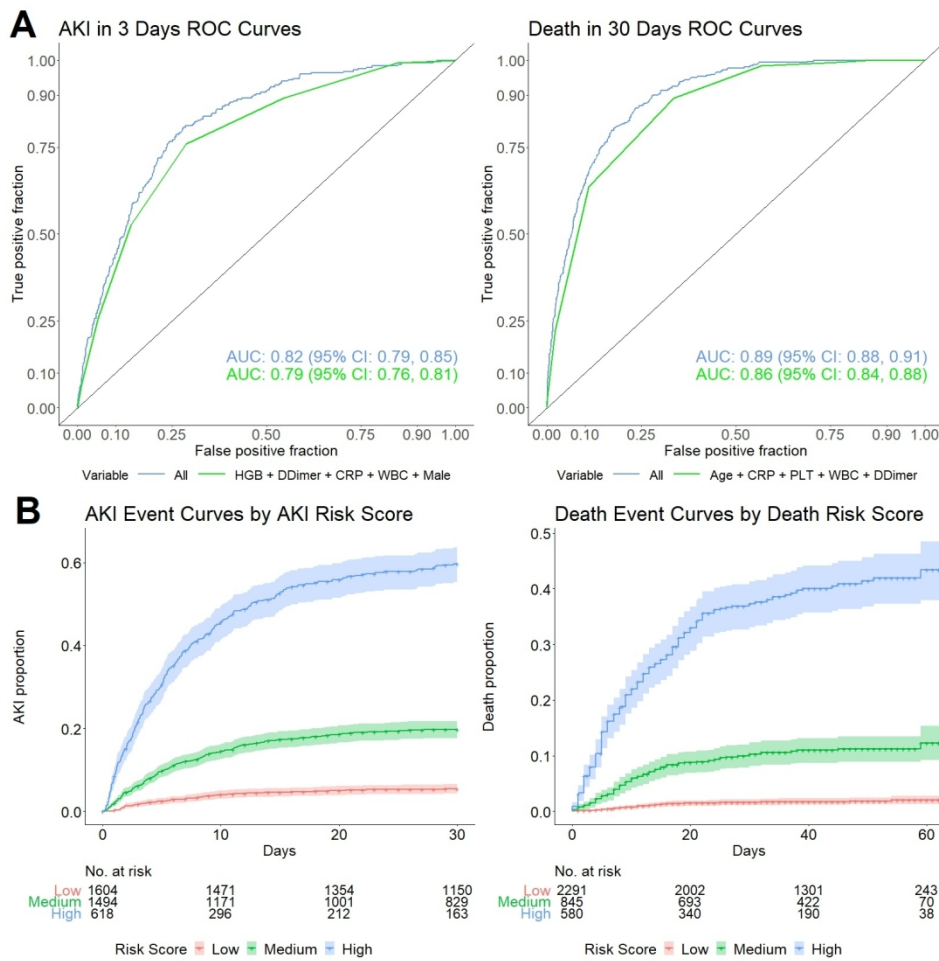 A
AKI in 3 Days ROC Curves
1.00
0.90
0.75
0.50
0.25
0.10
0.00
True positive fraction
AUC: 0.82 (95% CI: 0.79, 0.85)
AUC: 0.79 (95% CI: 0.76, 0.81)
0.00 0.10 0.25 0.50 0.75 0.90 1.00
False positive fraction
Variable All HGB + DDimer + CRP + WBC + Male
Death in 30 Days ROC Curves
1.00
0.90
0.75
0.50
0.25
0.10
0.00
True positive fraction
AUC: 0.89 (95% CI: 0.88, 0.91)
AUC: 0.86 (95% CI: 0.84, 0.88)
0.00 0.10 0.25 0.50 0.75 0.90 1.00
False positive fraction
Variable All Age + CRP + PLT + WBC + DDimer
B
AKI Event Curves by AKI Risk Score
0.6
0.4
0.2
0.0
AKI proportion
0 10 20 30
Days
No. at risk
Low 1604 1471 1354 1150
Medium 1494 1171 1001 829
High 618 296 212 163
Risk Score Low Medium High
Death Event Curves by Death Risk Score
0.5
0.4
0.3
0.2
0.1
0.0
Death proportion
0 20 40 60
Days
No. at risk
Low 2291 2002 1301 243
Medium 845 693 422 70
High 580 340 190 38
Risk Score Low Medium High